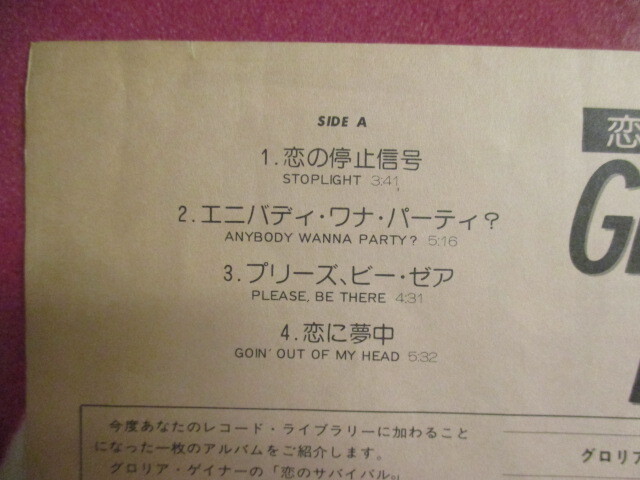 SIDE A
1.恋の停止信号
STOPLIGHT 3:41
2.エニバディ・ワナ・パーティ?
ANYBODY WANNA PARTY? 5:16
3.プリーズ、ビー・ゼア
PLEASE, BE THERE 4:31
4.恋に夢中
GOIN' OUT OF MY HEAD 5:32
恋
G
今度あなたのレコード・ライブラリーに加わること
になった一枚のアルバムをご紹介します。
グロリア・ゲイナーの「恋のサバイバル」。
グロリア